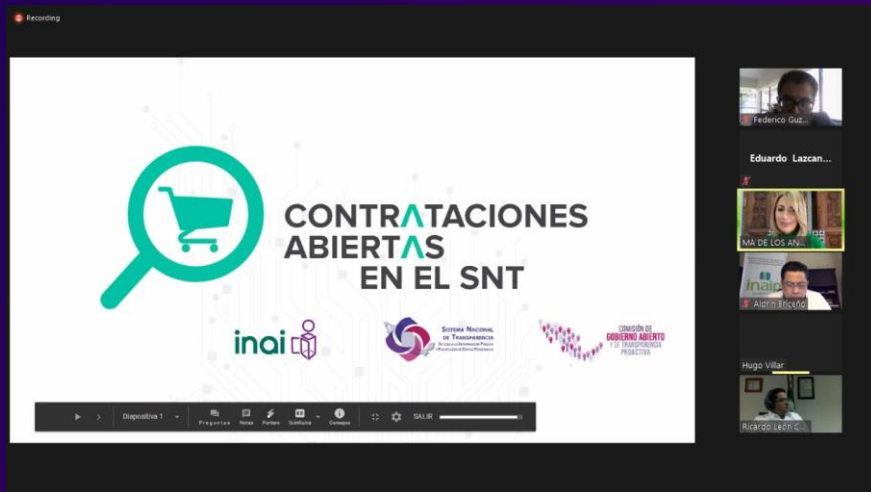 Recording
CONTRATACIONES
ABIERTAS
EN EL SNT
inai
SISTEMA NACIONAL
DE TRANSPARENCIA
COMISIÓN DE
GOBIERNO ABIERTO
Y DE TRANSPARENCIA
PROACTIVA
Diapositiva 1
Preguntas
Notas
Puntero
Subtítulos
Consejos
SALIR
Federico Guz...
Eduardo Lazcan...
MA DE LOS AN...
inaip
Aldrin Briceño
Hugo Villar
Ricardo León C...